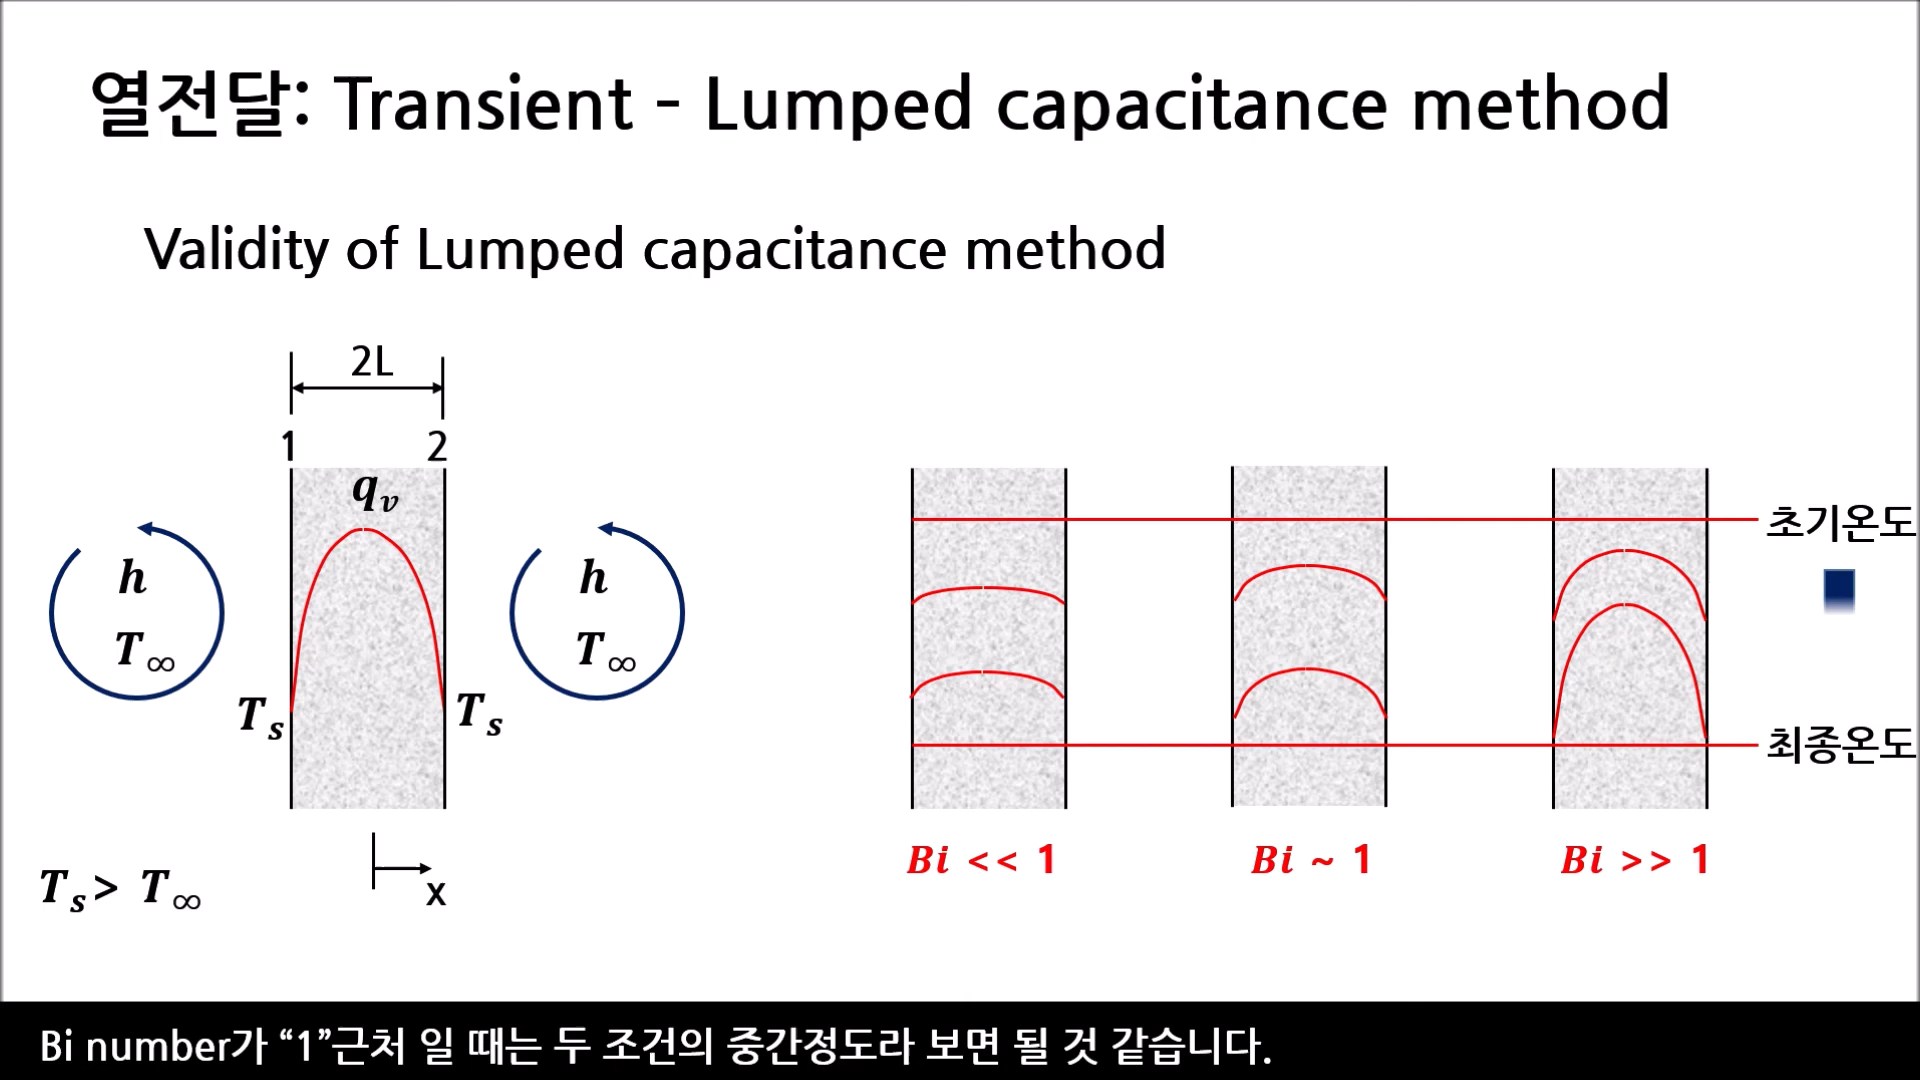 열전달: Transient - Lumped capacitance method
Validity of Lumped capacitance method
2L
1 2
q_v
h
T_∞
h
T_∞
T_s
T_s
x
T_s > T_∞
초기온도
최종온도
Bi << 1
Bi ~ 1
Bi >> 1
Bi number가 “1”근처 일 때는 두 조건의 중간정도라 보면 될 것 같습니다.